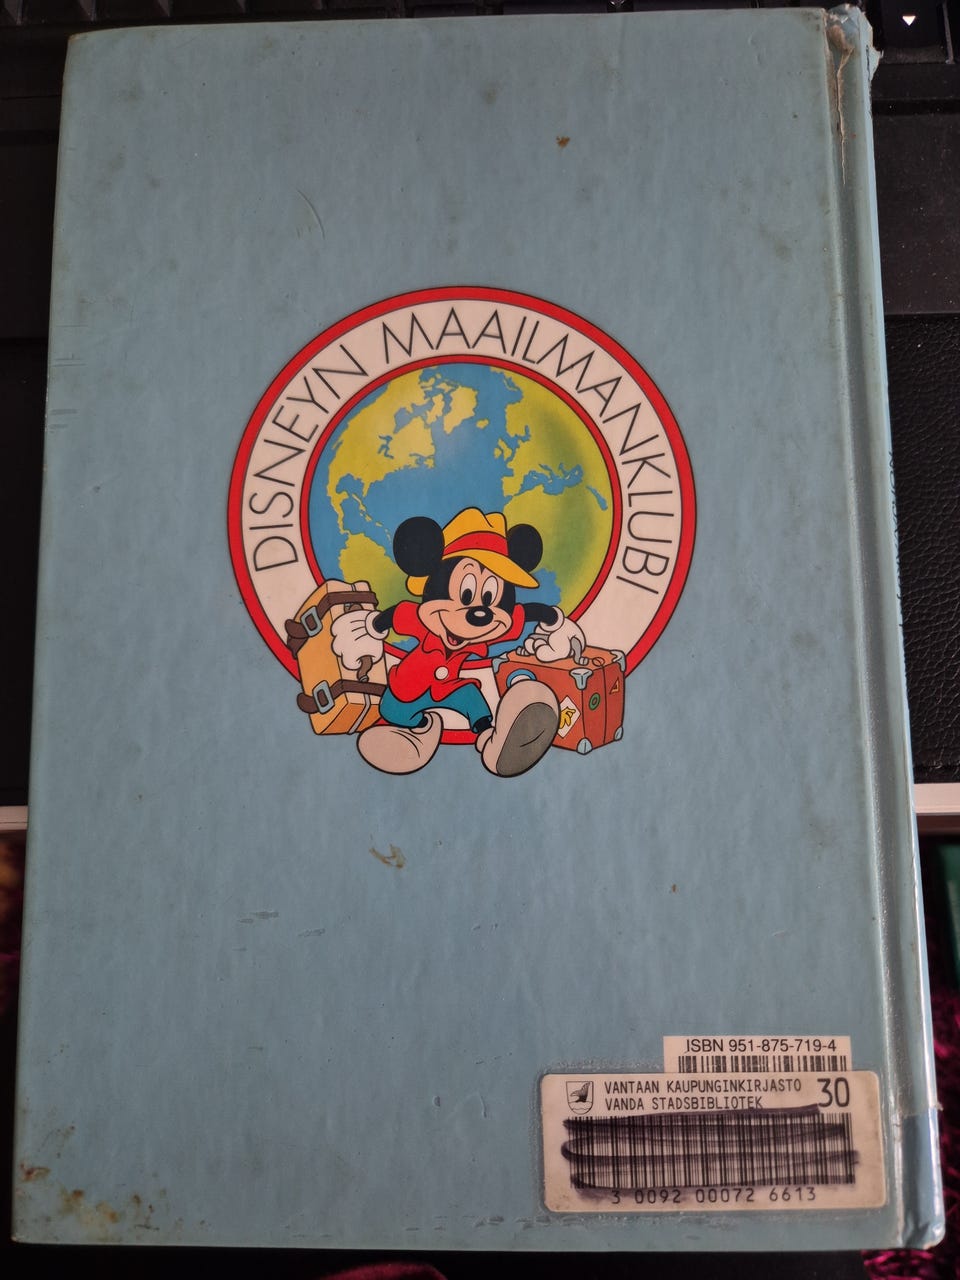 DISNEYN MAAILMANKLUBI
ISBN 951-875-719-4
VANTAAN KAUPUNGINKIRJASTO 30
VANDA STADSBIBLIOTEK
3 0092 00072 6613